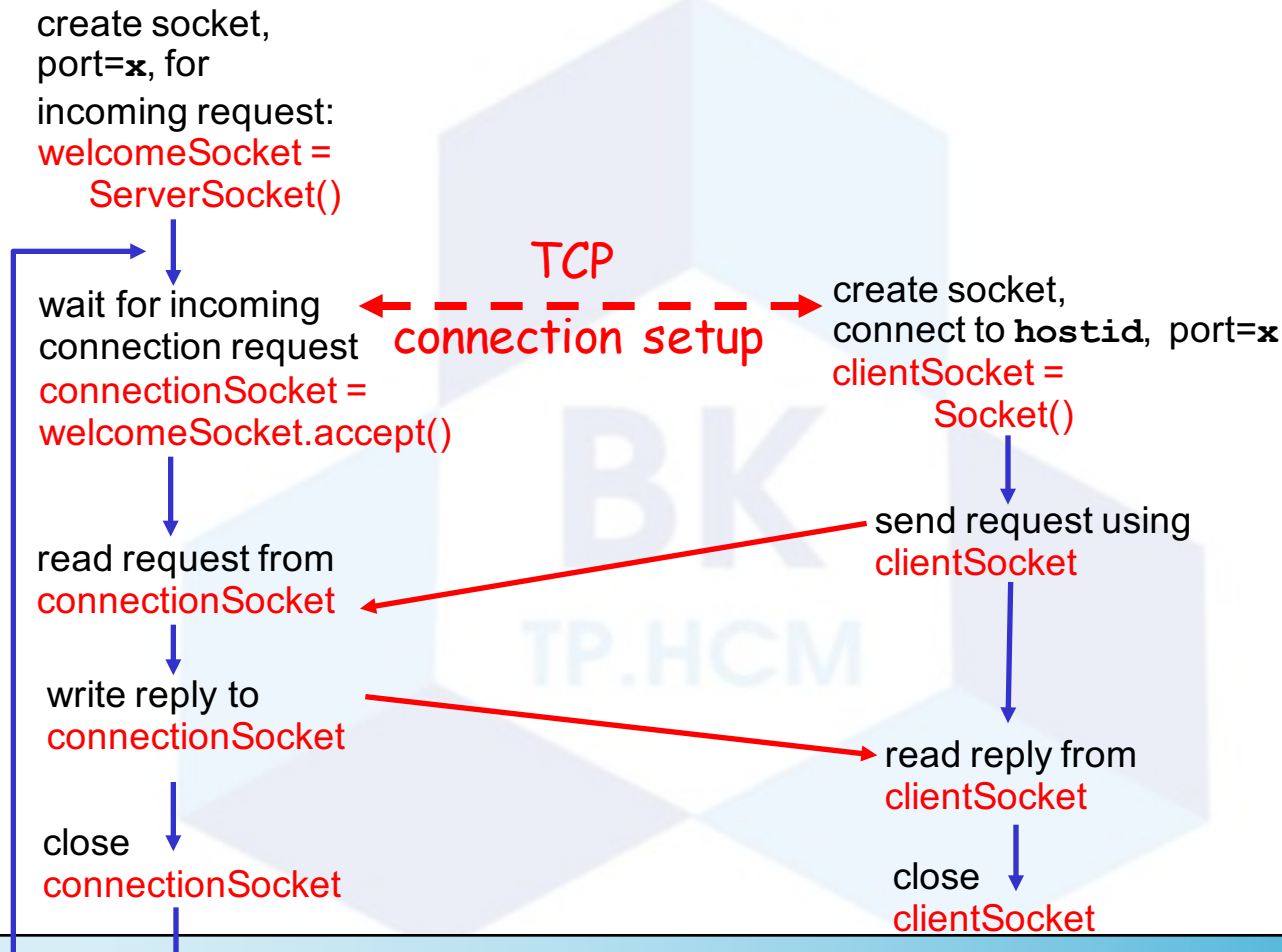 create socket,
port=x, for
incoming request:
welcomeSocket =
ServerSocket()
wait for incoming
connection request
connectionSocket =
welcomeSocket.accept()
read request from
connectionSocket
write reply to
connectionSocket
close
connectionSocket
TCP
connection setup
create socket,
connect to hostid, port=x
clientSocket =
Socket()
send request using
clientSocket
read reply from
clientSocket
close
clientSocket
BK
TP.HCM